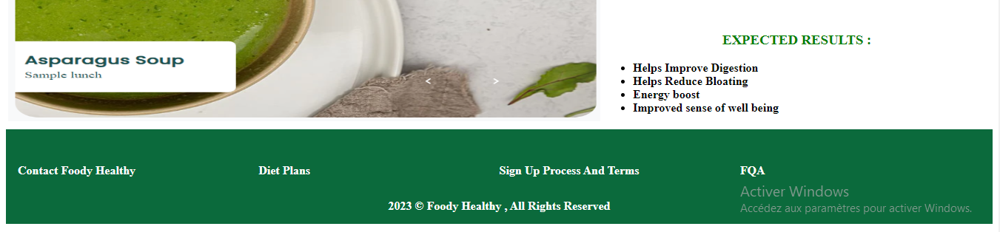 EXPECTED RESULTS :
Asparagus Soup
Sample lunch
<
>
Helps Improve Digestion
Helps Reduce Bloating
Energy boost
Improved sense of well being
Contact Foody Healthy
Diet Plans
Sign Up Process And Terms
FQA
Activer Windows
Accédez aux paramètres pour activer Windows.
2023 © Foody Healthy , All Rights Reserved